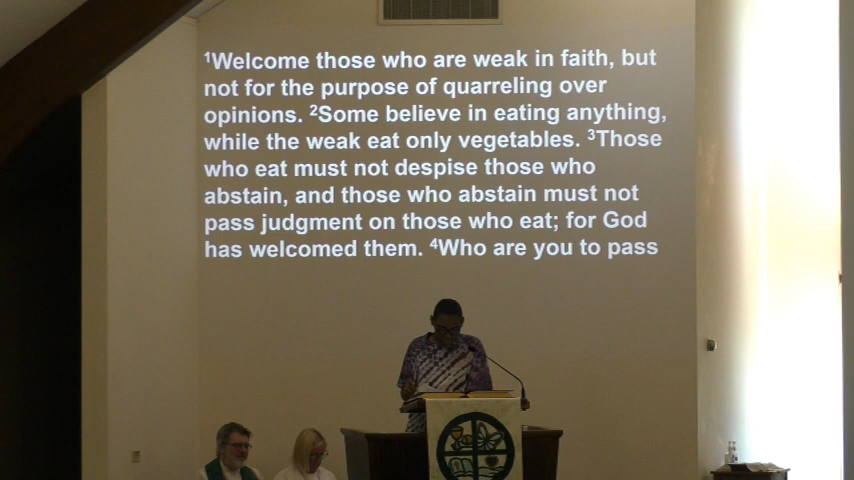 ¹Welcome those who are weak in faith, but
not for the purpose of quarreling over
opinions. ²Some believe in eating anything,
while the weak eat only vegetables. ³Those
who eat must not despise those who
abstain, and those who abstain must not
pass judgment on those who eat; for God
has welcomed them. ⁴Who are you to pass